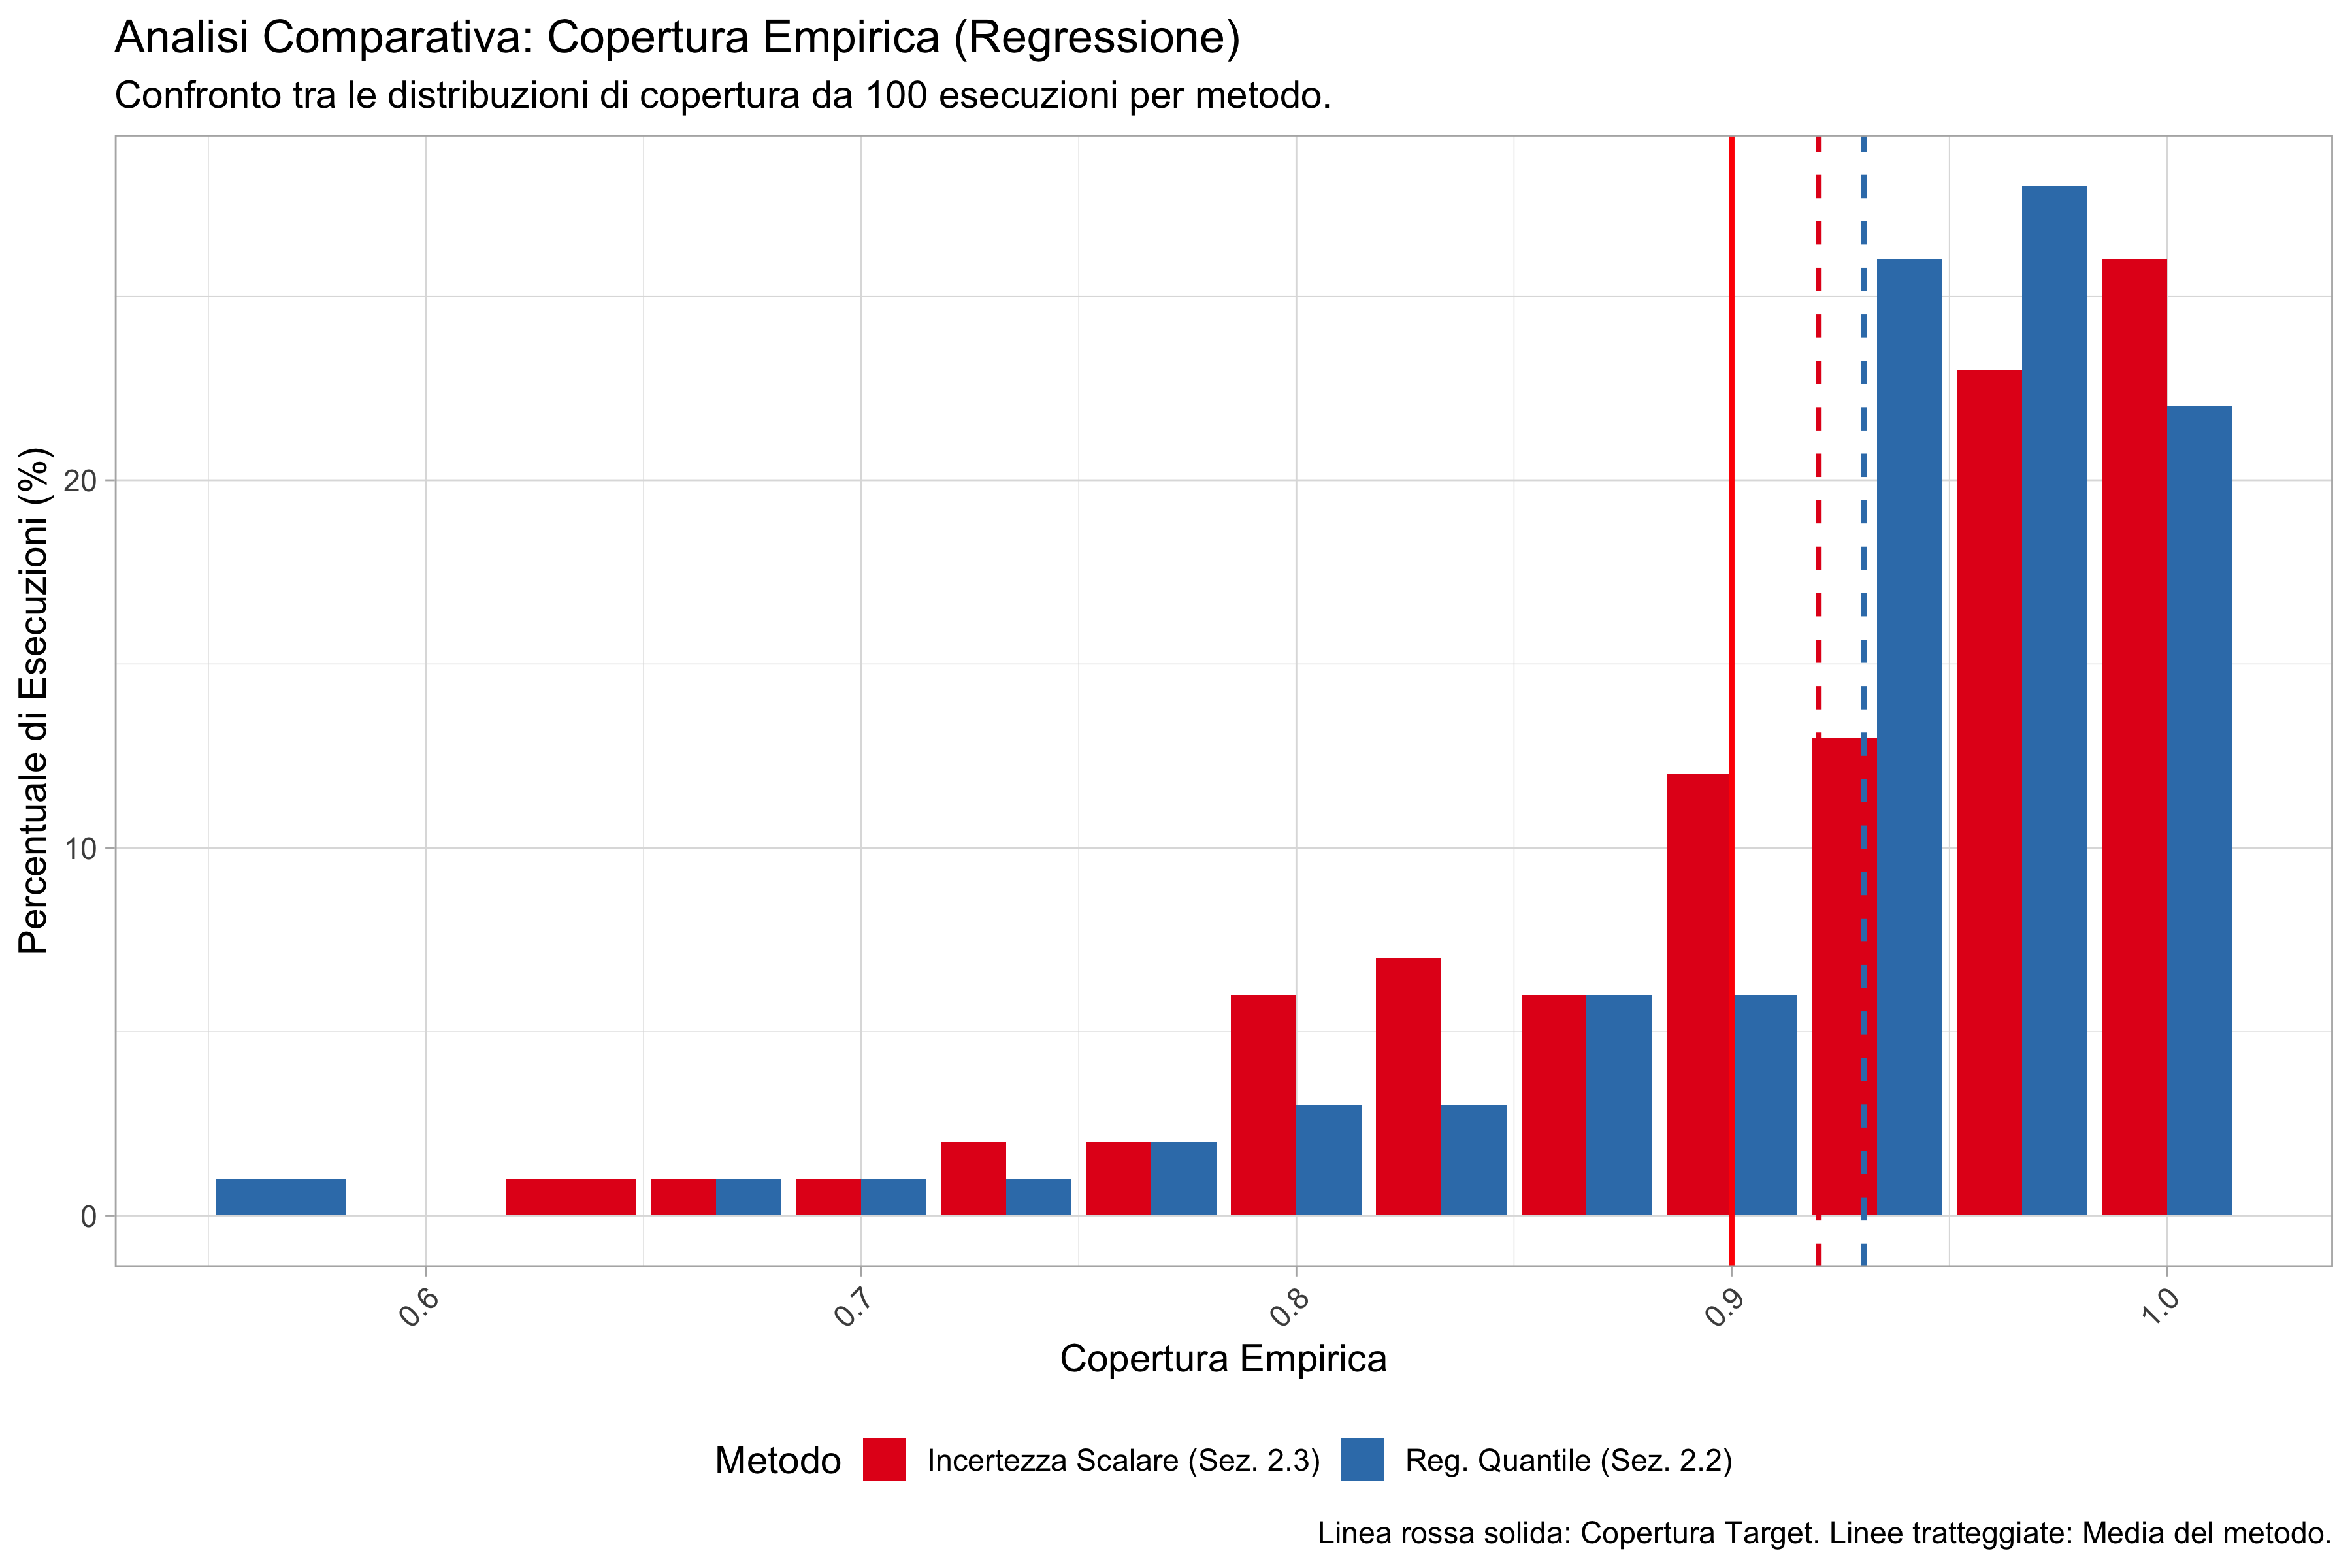 Analisi Comparativa: Copertura Empirica (Regressione)
Confronto tra le distribuzioni di copertura da 100 esecuzioni per metodo.
Percentuale di Esecuzioni (%)
20
10
0
0.6
0.7
0.8
0.9
1.0
Copertura Empirica
Metodo
Incertezza Scalare (Sez. 2.3)
Reg. Quantile (Sez. 2.2)
Linea rossa solida: Copertura Target. Linee tratteggiate: Media del metodo.